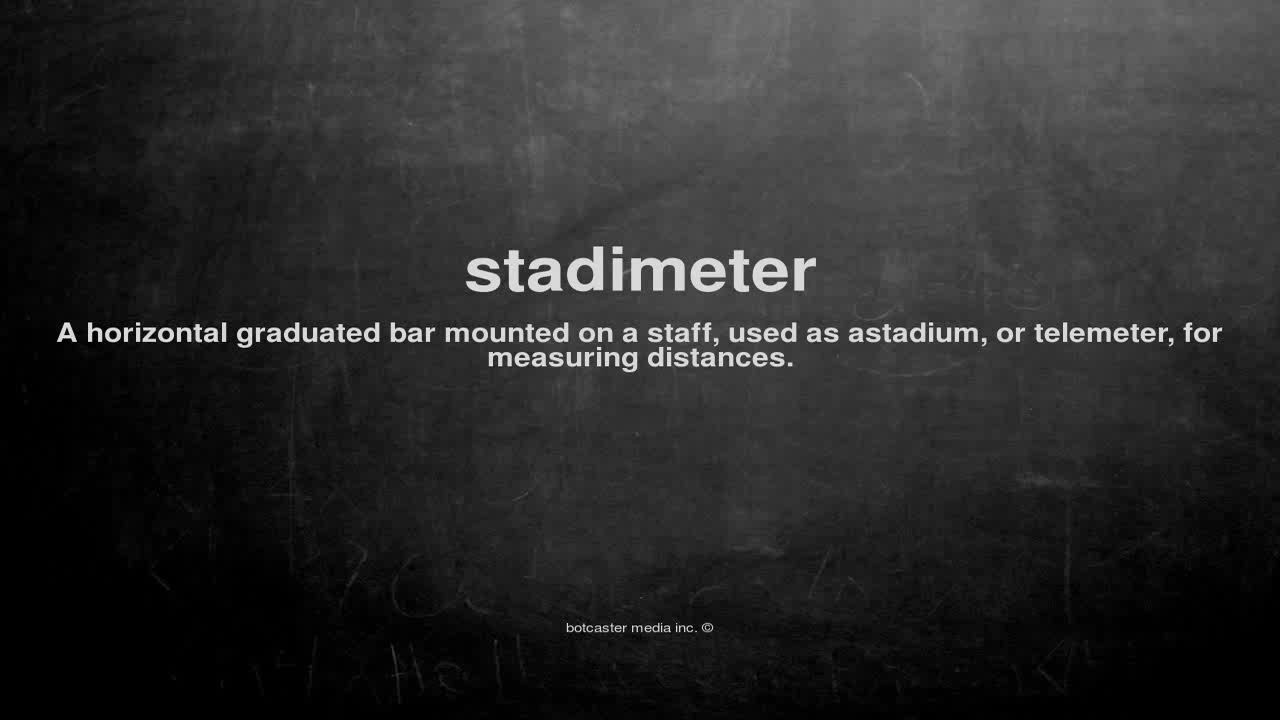 stadimeter
A horizontal graduated bar mounted on a staff, used as astadium, or telemeter, for
measuring distances.
botcaster media inc. ©